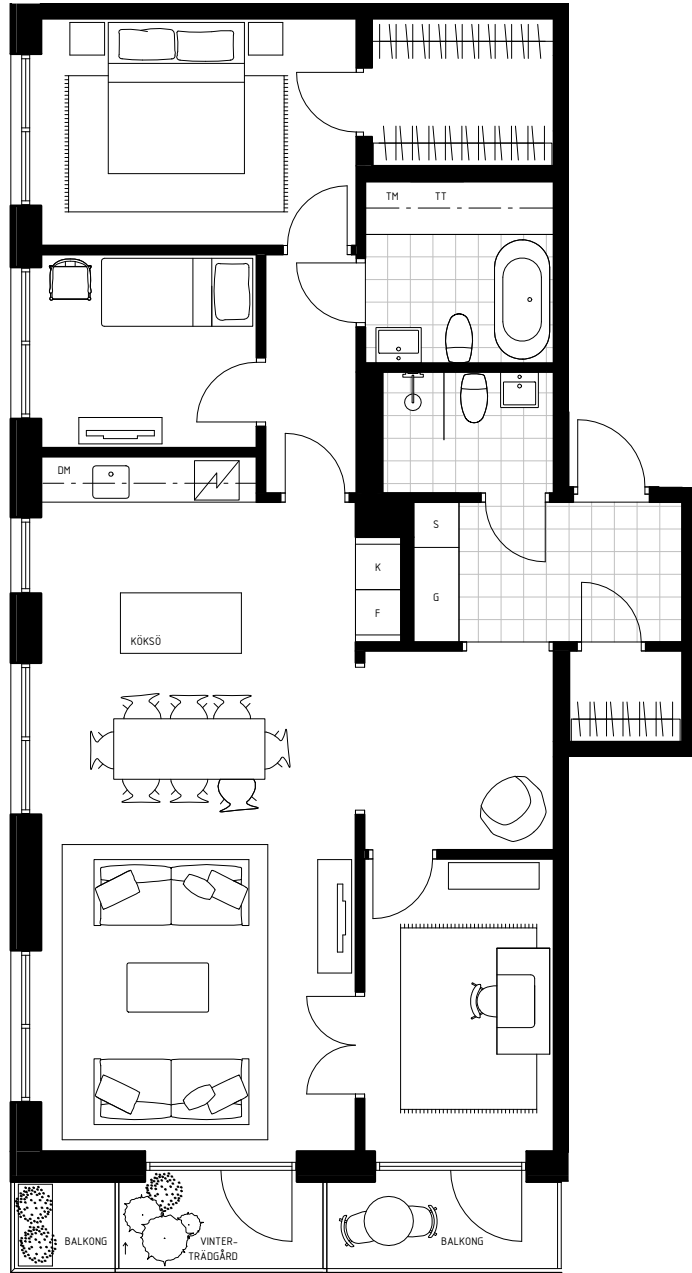 TM TT
DM
S
K
G
F
KÖKSÖ
BALKONG
VINTER-
TRÄDGÅRD
BALKONG